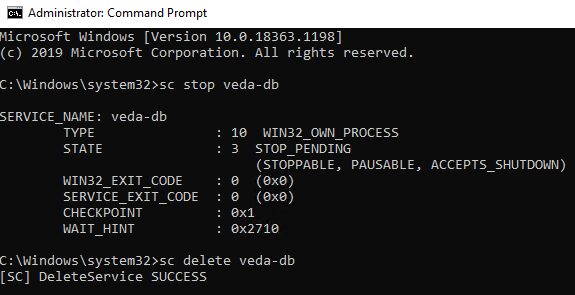 Administrator: Command Prompt
Microsoft Windows [Version 10.0.18363.1198]
(c) 2019 Microsoft Corporation. All rights reserved.
C:\Windows\system32>sc stop veda-db
SERVICE_NAME: veda-db
TYPE : 10 WIN32_OWN_PROCESS
STATE : 3 STOP_PENDING
(STOPPABLE, PAUSABLE, ACCEPTS_SHUTDOWN)
WIN32_EXIT_CODE : 0 (0x0)
SERVICE_EXIT_CODE : 0 (0x0)
CHECKPOINT : 0x1
WAIT_HINT : 0x2710
C:\Windows\system32>sc delete veda-db
[SC] DeleteService SUCCESS